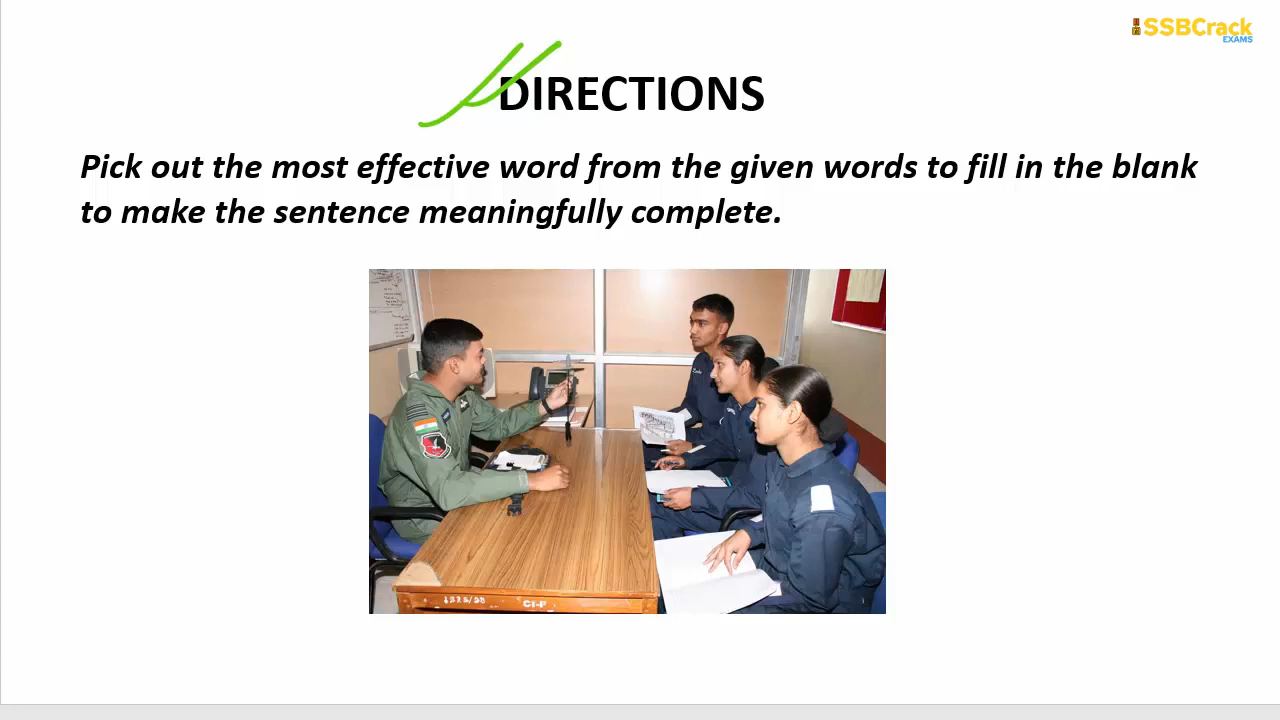 SSBCrack
EXAMS
DIRECTIONS
Pick out the most effective word from the given words to fill in the blank
to make the sentence meaningfully complete.
CI-F